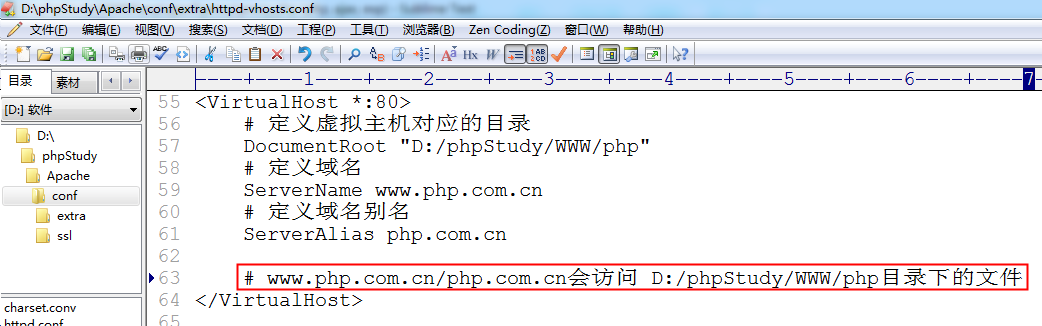 D:\phpStudy\Apache\conf\extra\httpd-vhosts.conf
文件(F) 编辑(E) 视图(V) 搜索(S) 文档(D) 工程(P) 工具(T) 浏览器(B) Zen Coding(Z) 窗口(W) 帮助(H)
目录 素材
[D:] 软件
D:\
phpStudy
Apache
conf
extra
ssl
charset.conv
----+----1----+----2----+----3----+----4----+----5----+----6----+----7
55 <VirtualHost *:80>
56 # 定义虚拟主机对应的目录
57 DocumentRoot "D:/phpStudy/WWW/php"
58 # 定义域名
59 ServerName www.php.com.cn
60 # 定义域名别名
61 ServerAlias php.com.cn
62
63 # www.php.com.cn/php.com.cn会访问 D:/phpStudy/WWW/php目录下的文件
64 </VirtualHost>
65